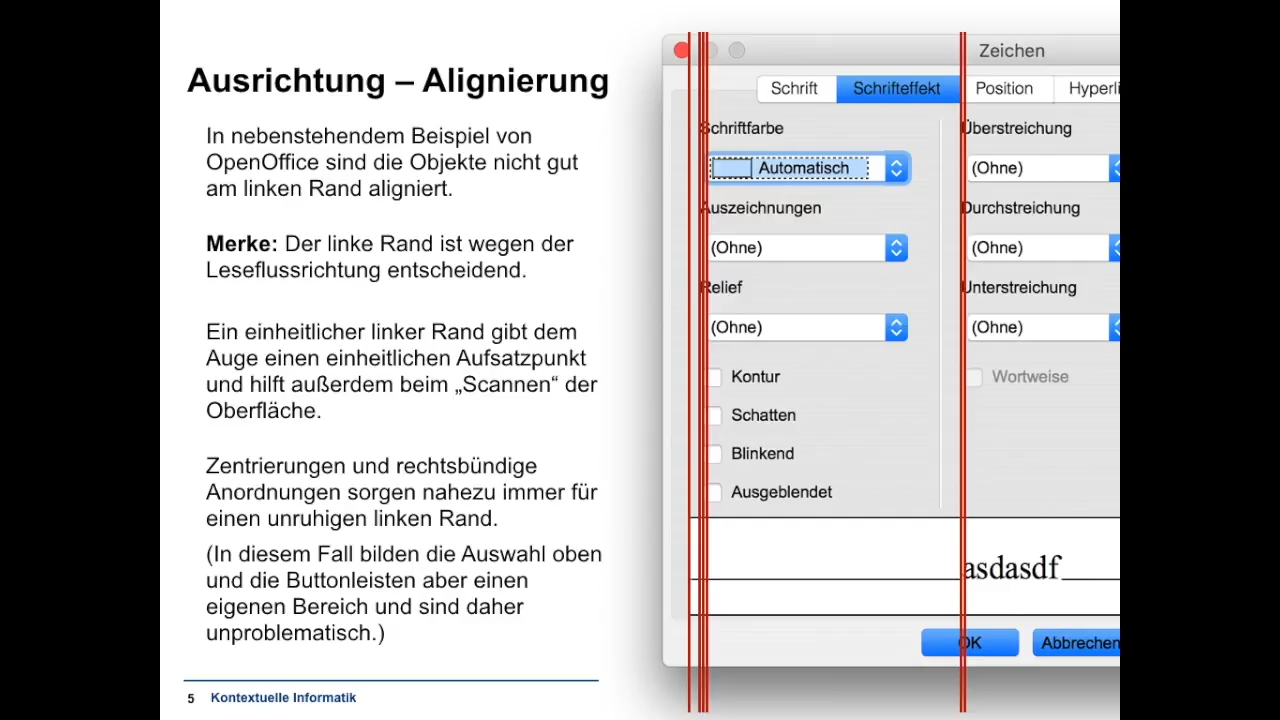 Ausrichtung – Alignierung
In nebenstehendem Beispiel von
OpenOffice sind die Objekte nicht gut
am linken Rand aligniert.
Merke: Der linke Rand ist wegen der
Leseflussrichtung entscheidend.
Ein einheitlicher linker Rand gibt dem
Auge einen einheitlichen Aufsatzpunkt
und hilft außerdem beim „Scannen“ der
Oberfläche.
Zentrierungen und rechtsbündige
Anordnungen sorgen nahezu immer für
einen unruhigen linken Rand.
(In diesem Fall bilden die Auswahl oben
und die Buttonleisten aber einen
eigenen Bereich und sind daher
unproblematisch.)
5 Kontextuelle Informatik
Zeichen
Schrift Schrifteffekt Position Hyperli
Schriftfarbe Überstreichung
Automatisch (Ohne)
Auszeichnungen Durchstreichung
(Ohne) (Ohne)
Relief Unterstreichung
(Ohne) (Ohne)
Kontur Wortweise
Schatten
Blinkend
Ausgeblendet
asdasdf
OK Abbrechen